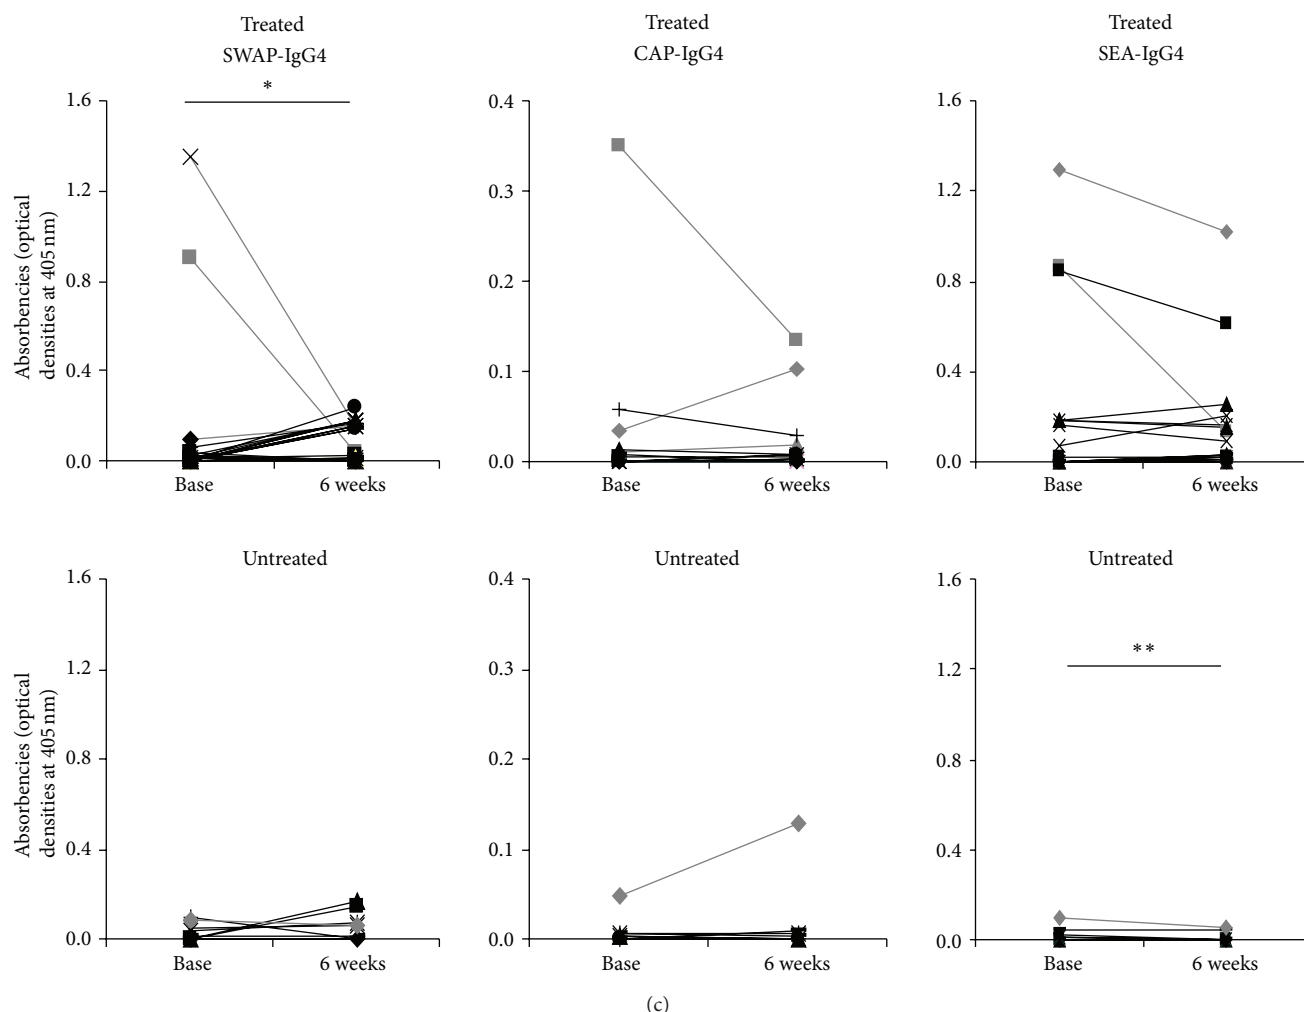 Treated
SWAP-IgG4
Treated
CAP-IgG4
Treated
SEA-IgG4
*
Absorbencies (optical
densities at 405 nm)
1.6
1.2
0.8
0.4
0.0
Base
6 weeks
0.4
0.3
0.2
0.1
0.0
Base
6 weeks
1.6
1.2
0.8
0.4
0.0
Base
6 weeks
Untreated
Untreated
Untreated
Absorbencies (optical
densities at 405 nm)
1.6
1.2
0.8
0.4
0.0
Base
6 weeks
0.4
0.3
0.2
0.1
0.0
Base
6 weeks
**
1.6
1.2
0.8
0.4
0.0
Base
6 weeks
(c)